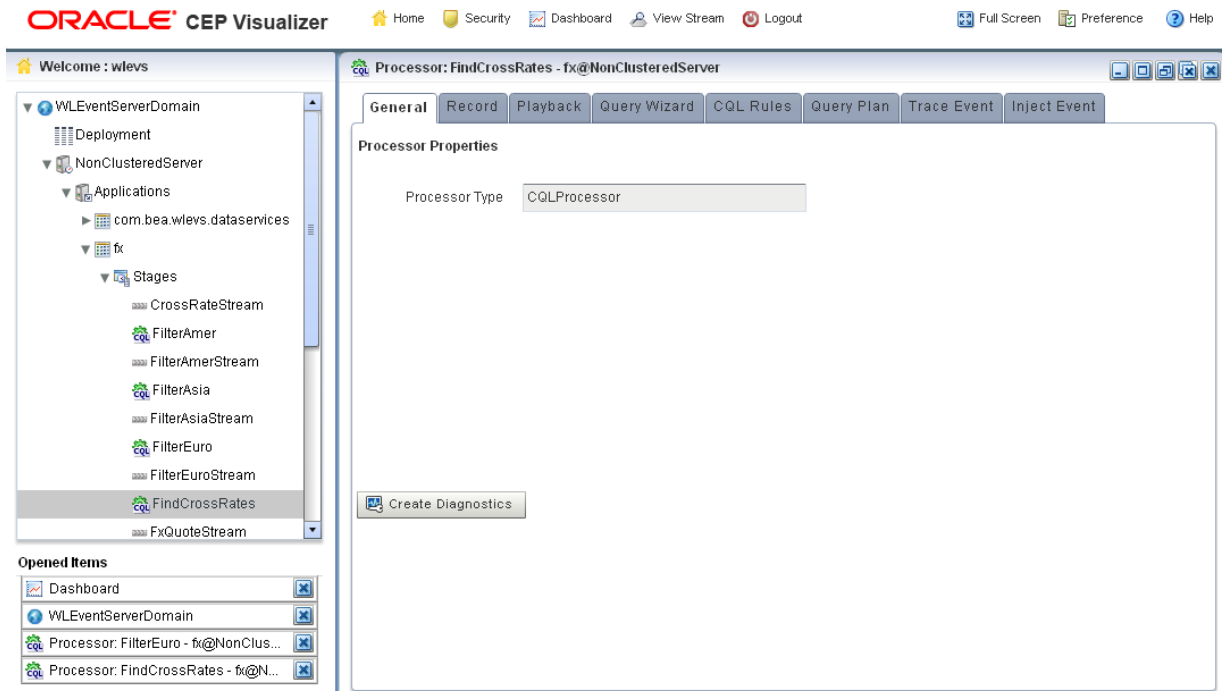 ORACLE CEP Visualizer
Home
Security
Dashboard
View Stream
Logout
Full Screen
Preference
Help
Welcome : wlevs
WLEventServerDomain
Deployment
NonClusteredServer
Applications
com.bea.wlevs.dataservices
fx
Stages
CrossRateStream
FilterAmer
FilterAmerStream
FilterAsia
FilterAsiaStream
FilterEuro
FilterEuroStream
FindCrossRates
FxQuoteStream
Opened Items
Dashboard
WLEventServerDomain
Processor: FilterEuro - fx@NonClus...
Processor: FindCrossRates - fx@N...
Processor: FindCrossRates - fx@NonClusteredServer
General
Record
Playback
Query Wizard
CQL Rules
Query Plan
Trace Event
Inject Event
Processor Properties
Processor Type
CQLProcessor
Create Diagnostics